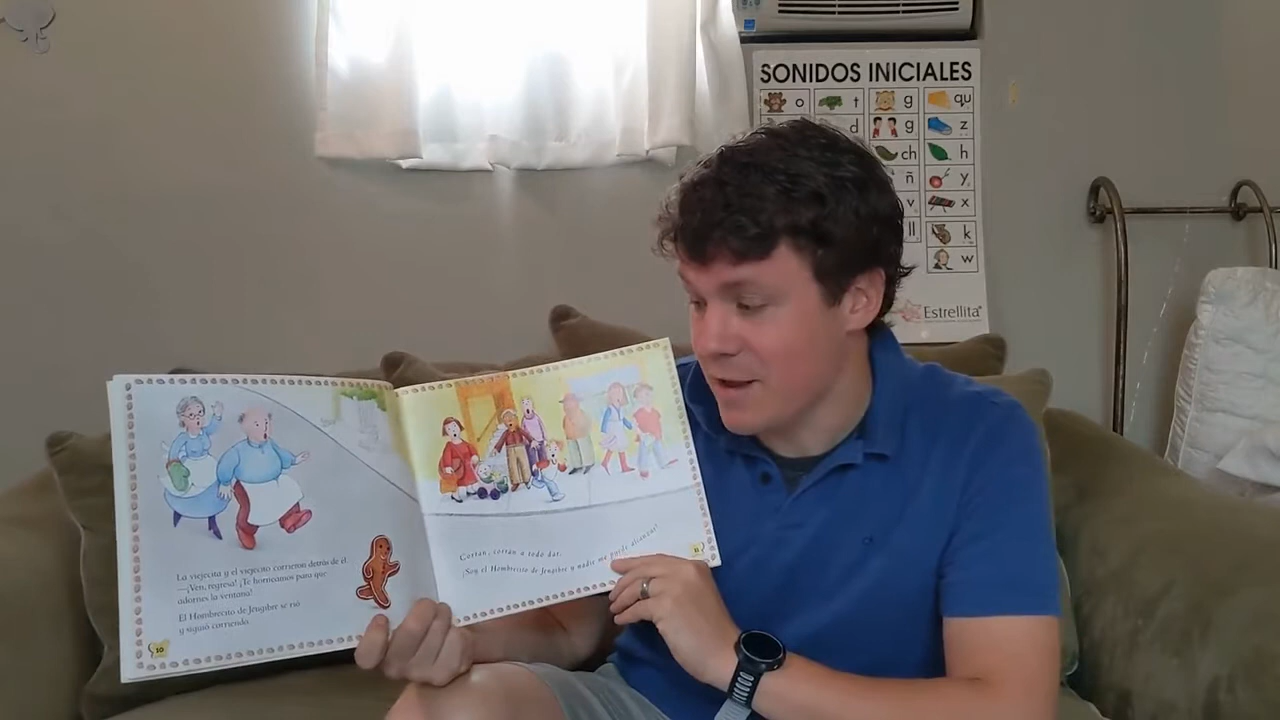 SONIDOS INICIALES
o t g qu
d g z
ch h
ñ y
v x
ll k
w
Estrellita
La viejecita y el viejecito corrieron detrás de él.
—¡Ven, regresa! ¡Te horneamos para que
adornes la ventana!
El Hombrecito de Jengibre se rió
y siguió corriendo.
10
Corran, corran a todo dar.
¡Soy el Hombrecito de Jengibre y nadie me puede alcanzar!
11